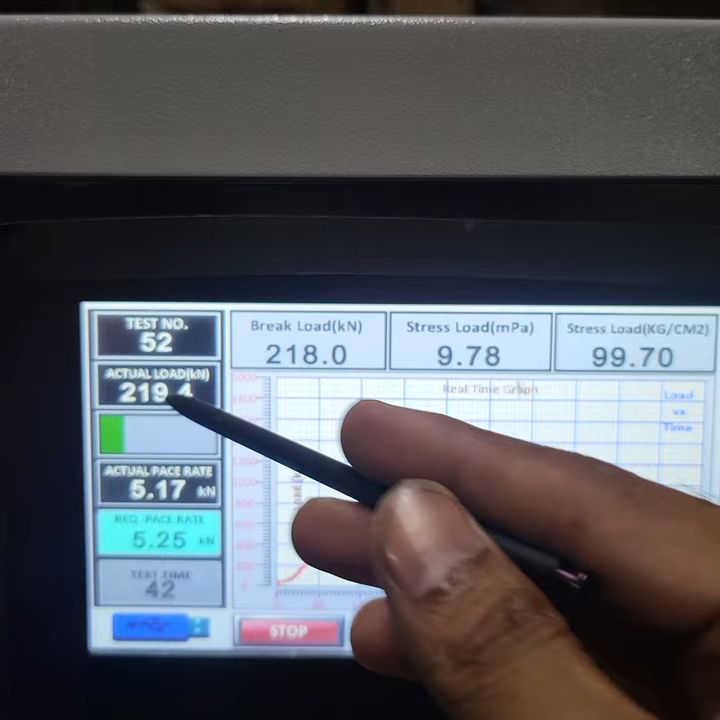 TEST NO.
52
ACTUAL LOAD(kN)
219.4
ACTUAL PACE RATE
5.17 kN
REQ. PACE RATE
5.25 kN
TEST TIME
42
Break Load(kN)
218.0
Stress Load(mPa)
9.78
Stress Load(KG/CM2)
99.70
Real Time Graph
Load
vs
Time
STOP